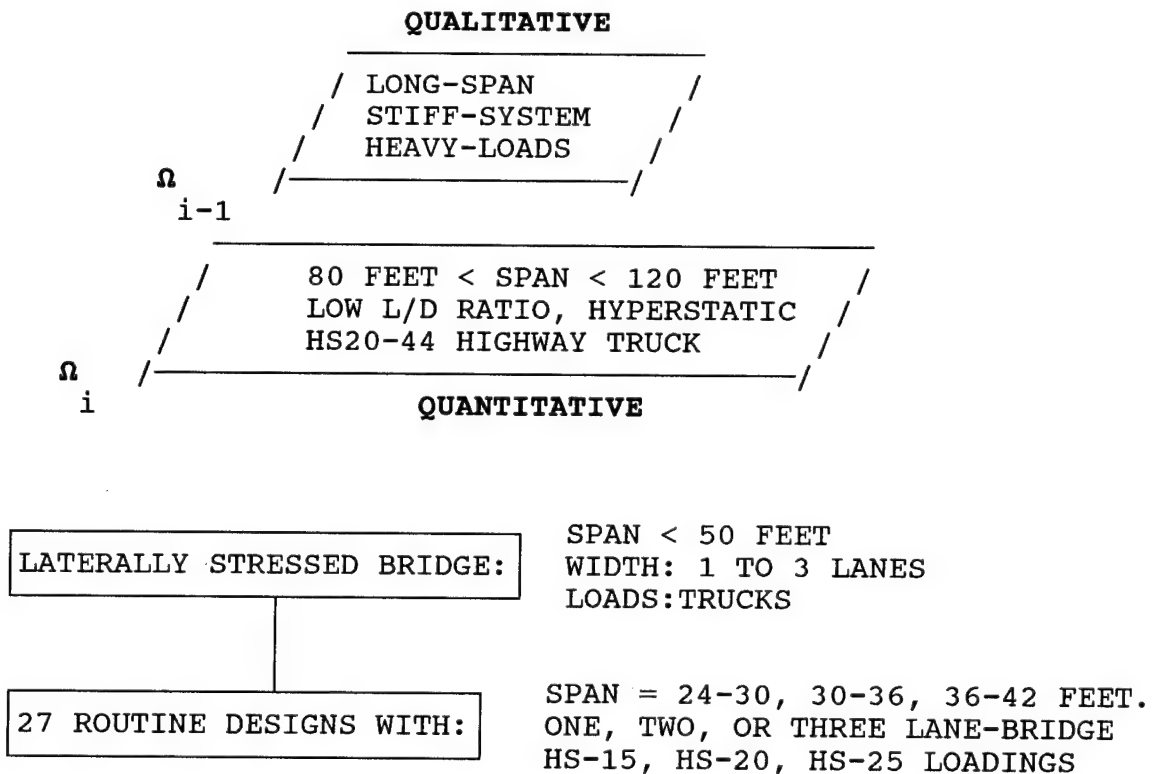 QUALITATIVE
LONG-SPAN
STIFF-SYSTEM
HEAVY-LOADS
Ω
i-1
80 FEET < SPAN < 120 FEET
LOW L/D RATIO, HYPERSTATIC
HS20-44 HIGHWAY TRUCK
Ω
i
QUANTITATIVE
LATERALLY STRESSED BRIDGE:
SPAN < 50 FEET
WIDTH: 1 TO 3 LANES
LOADS:TRUCKS
27 ROUTINE DESIGNS WITH:
SPAN = 24-30, 30-36, 36-42 FEET.
ONE, TWO, OR THREE LANE-BRIDGE
HS-15, HS-20, HS-25 LOADINGS